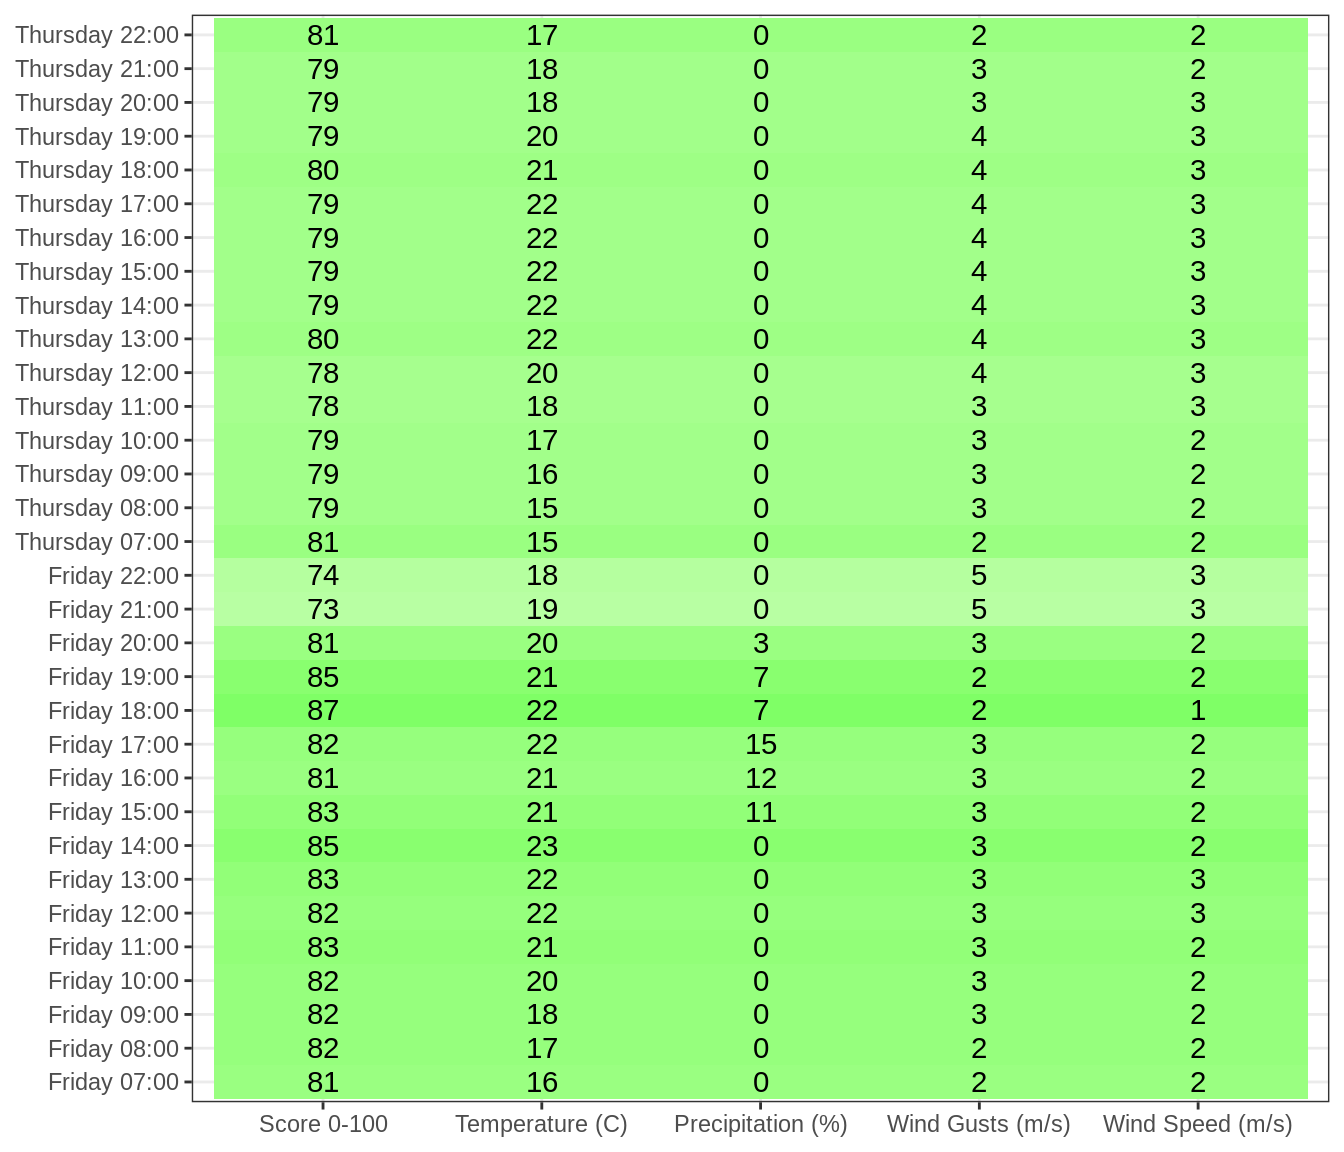 Thursday 22:00 81 17 0 2 2
Thursday 21:00 79 18 0 3 2
Thursday 20:00 79 18 0 3 3
Thursday 19:00 79 20 0 4 3
Thursday 18:00 80 21 0 4 3
Thursday 17:00 79 22 0 4 3
Thursday 16:00 79 22 0 4 3
Thursday 15:00 79 22 0 4 3
Thursday 14:00 79 22 0 4 3
Thursday 13:00 80 22 0 4 3
Thursday 12:00 78 20 0 4 3
Thursday 11:00 78 18 0 3 3
Thursday 10:00 79 17 0 3 2
Thursday 09:00 79 16 0 3 2
Thursday 08:00 79 15 0 3 2
Thursday 07:00 81 15 0 2 2
Friday 22:00 74 18 0 5 3
Friday 21:00 73 19 0 5 3
Friday 20:00 81 20 3 3 2
Friday 19:00 85 21 7 2 2
Friday 18:00 87 22 7 2 1
Friday 17:00 82 22 15 3 2
Friday 16:00 81 21 12 3 2
Friday 15:00 83 21 11 3 2
Friday 14:00 85 23 0 3 2
Friday 13:00 83 22 0 3 3
Friday 12:00 82 22 0 3 3
Friday 11:00 83 21 0 3 2
Friday 10:00 82 20 0 3 2
Friday 09:00 82 18 0 3 2
Friday 08:00 82 17 0 2 2
Friday 07:00 81 16 0 2 2
Score 0-100 Temperature (C) Precipitation (%) Wind Gusts (m/s) Wind Speed (m/s)